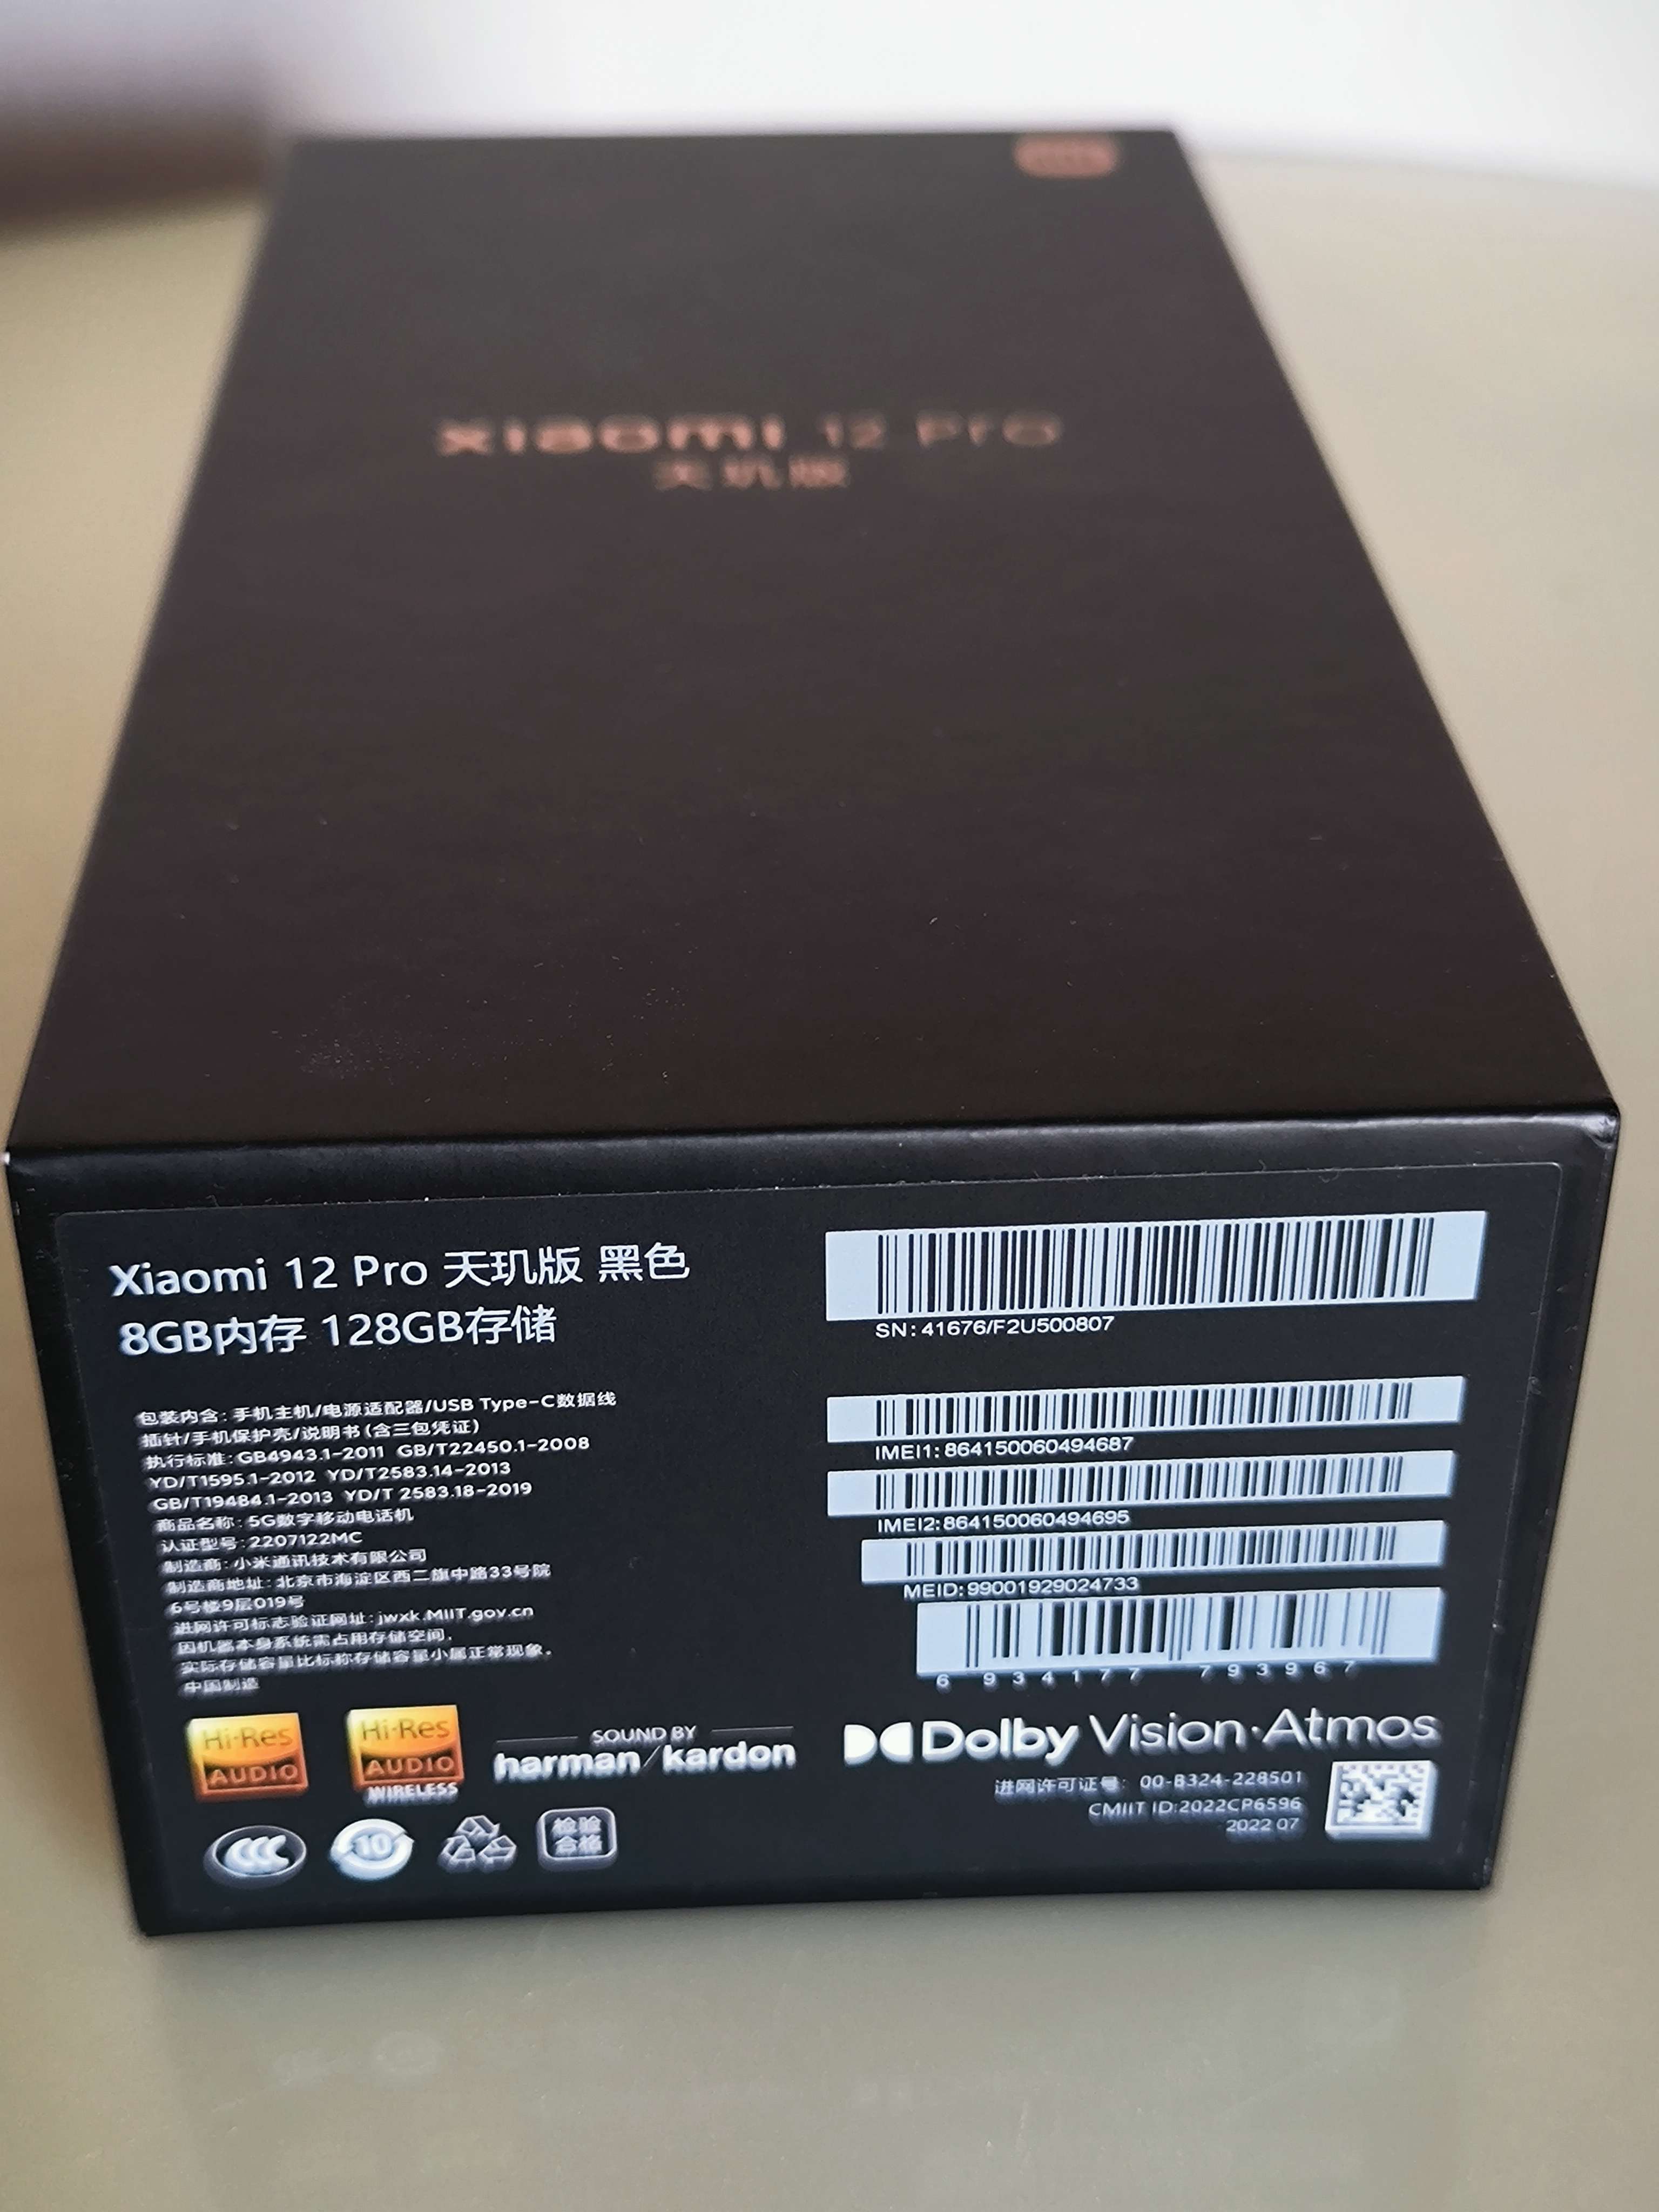 xiaomi 12 Pro
天玑版
Xiaomi 12 Pro 天玑版 黑色
8GB内存 128GB存储
包装内含：手机主机/电源适配器/USB Type-C数据线
插针/手机保护壳/说明书(含三包凭证)
执行标准：GB4943.1-2011 GB/T22450.1-2008
YD/T1595.1-2012 YD/T2583.14-2013
GB/T19484.1-2013 YD/T 2583.18-2019
商品名称：5G数字移动电话机
认证型号：2207122MC
制造商：小米通讯技术有限公司
制造商地址：北京市海淀区西二旗中路33号院
6号楼9层019号
进网许可标志验证网址：jwxk.MIIT.gov.cn
因机器本身系统需占用存储空间，
实际存储容量比标称存储容量小属正常现象。
中国制造
SN: 41676/F2U500807
IMEI1: 864150060494687
IMEI2: 864150060494695
MEID: 99001929024733
6 934177 793967
Hi-Res
AUDIO
Hi-Res
AUDIO
WIRELESS
SOUND BY
harman/kardon
Dolby Vision·Atmos
进网许可证号：00-B324-228501
CMIIT ID:2022CP6596
2022 07
CCC
10
检验
合格